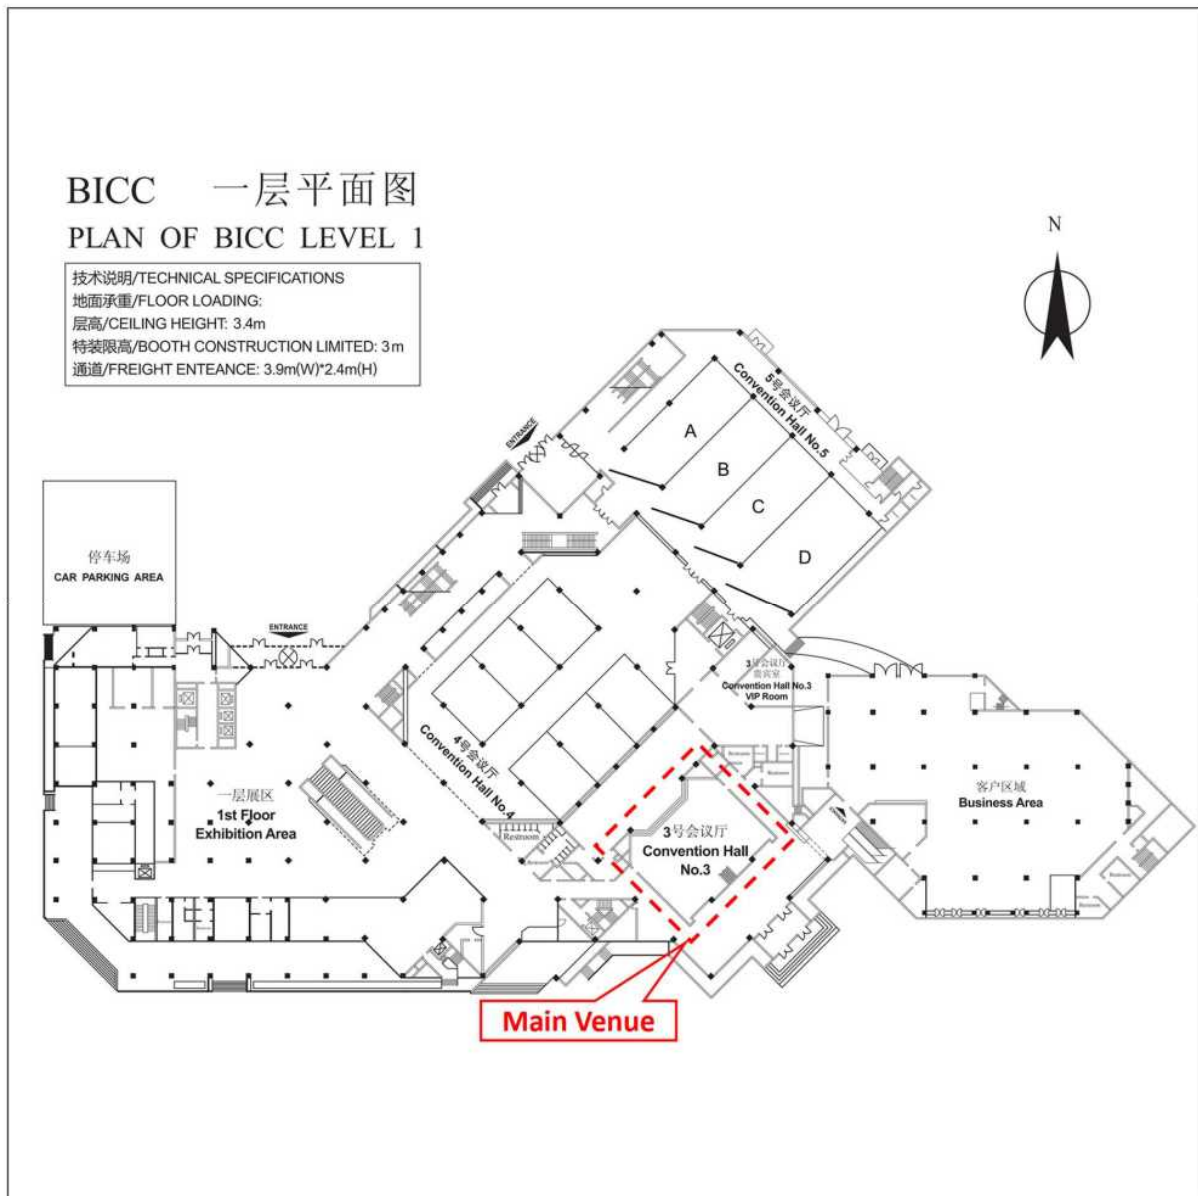 BICC 一层平面图
PLAN OF BICC LEVEL 1
技术说明/TECHNICAL SPECIFICATIONS
地面承重/FLOOR LOADING:
层高/CEILING HEIGHT: 3.4m
特装限高/BOOTH CONSTRUCTION LIMITED: 3m
通道/FREIGHT ENTEANCE: 3.9m(W)*2.4m(H)
N
5号会议厅
Convention Hall No.5
A
B
C
D
ENTRANCE
停车场
CAR PARKING AREA
ENTRANCE
3号会议厅
贵宾室
Convention Hall No.3
VIP Room
4号会议厅
Convention Hall No.4
一层展区
1st Floor
Exhibition Area
客户区域
Business Area
Restroom
3号会议厅
Convention Hall
No.3
Main Venue